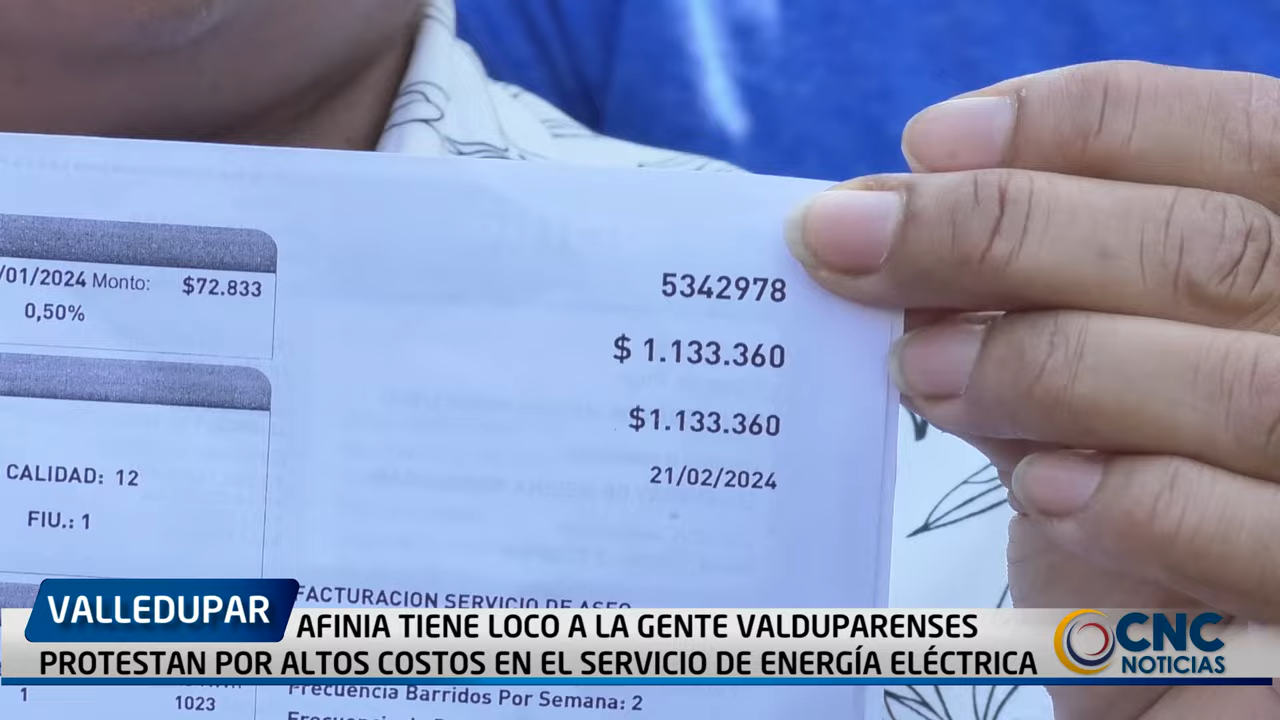 /01/2024 Monto: $72.833
0,50%
5342978
$ 1.133.360
$1.133.360
21/02/2024
CALIDAD: 12
FIU.: 1
FACTURACION SERVICIO DE ASEO
VALLEDUPAR
AFINIA TIENE LOCO A LA GENTE VALDUPARENSES
PROTESTAN POR ALTOS COSTOS EN EL SERVICIO DE ENERGÍA ELÉCTRICA
CNC
NOTICIAS
Frecuencia Barridos Por Semana: 2
1
1023